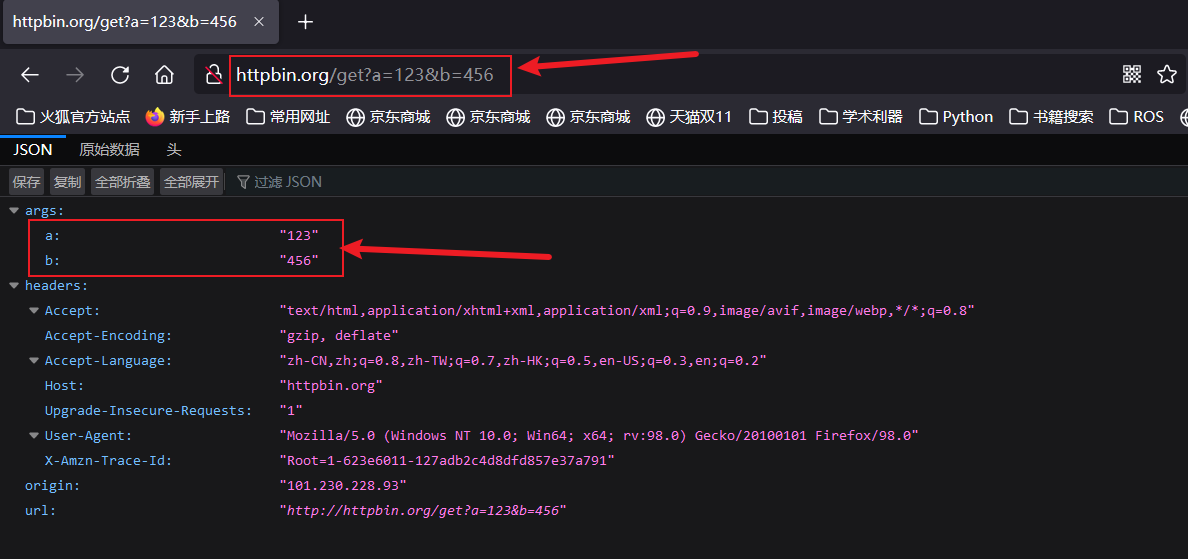 httpbin.org/get?a=123&b=456
httpbin.org/get?a=123&b=456
火狐官方站点 新手上路 常用网址 京东商城 京东商城 京东商城 天猫双11 投稿 学术利器 Python 书籍搜索 ROS
JSON 原始数据 头
保存 复制 全部折叠 全部展开 过滤 JSON
args:
a: "123"
b: "456"
headers:
Accept: "text/html,application/xhtml+xml,application/xml;q=0.9,image/avif,image/webp,*/*;q=0.8"
Accept-Encoding: "gzip, deflate"
Accept-Language: "zh-CN,zh;q=0.8,zh-TW;q=0.7,zh-HK;q=0.5,en-US;q=0.3,en;q=0.2"
Host: "httpbin.org"
Upgrade-Insecure-Requests: "1"
User-Agent: "Mozilla/5.0 (Windows NT 10.0; Win64; x64; rv:98.0) Gecko/20100101 Firefox/98.0"
X-Amzn-Trace-Id: "Root=1-623e6011-127adb2c4d8dfd857e37a791"
origin: "101.230.228.93"
url: "http://httpbin.org/get?a=123&b=456"